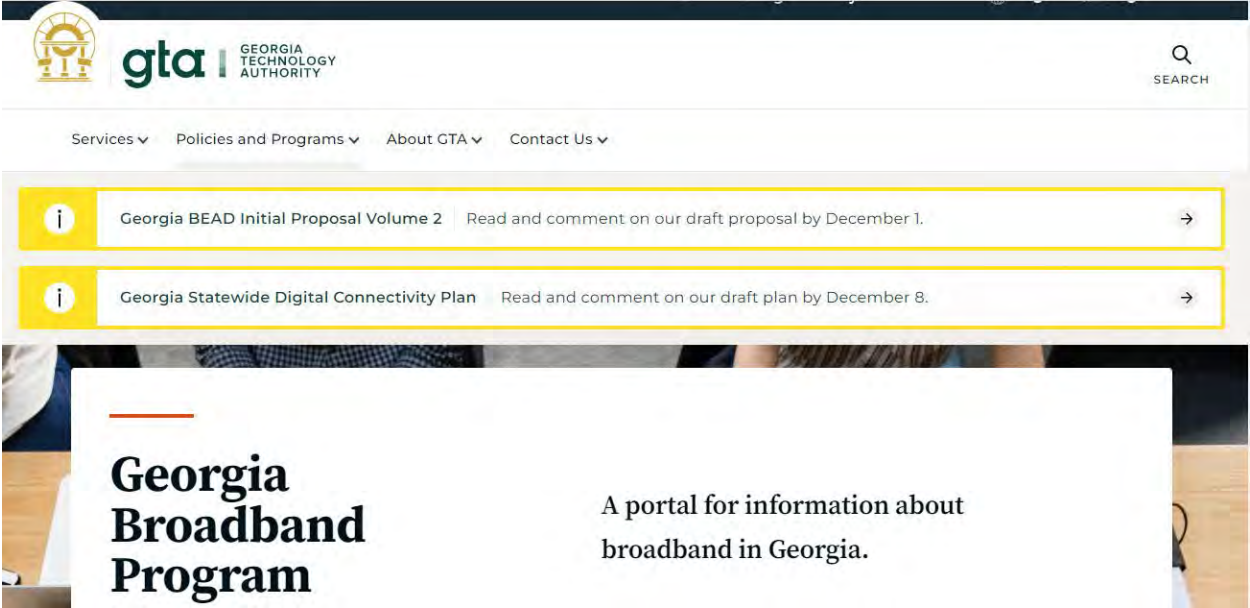 gta
GEORGIA
TECHNOLOGY
AUTHORITY
SEARCH
Services Policies and Programs About GTA Contact Us
Georgia BEAD Initial Proposal Volume 2 Read and comment on our draft proposal by December 1.
Georgia Statewide Digital Connectivity Plan Read and comment on our draft plan by December 8.
Georgia
Broadband
Program
A portal for information about
broadband in Georgia.